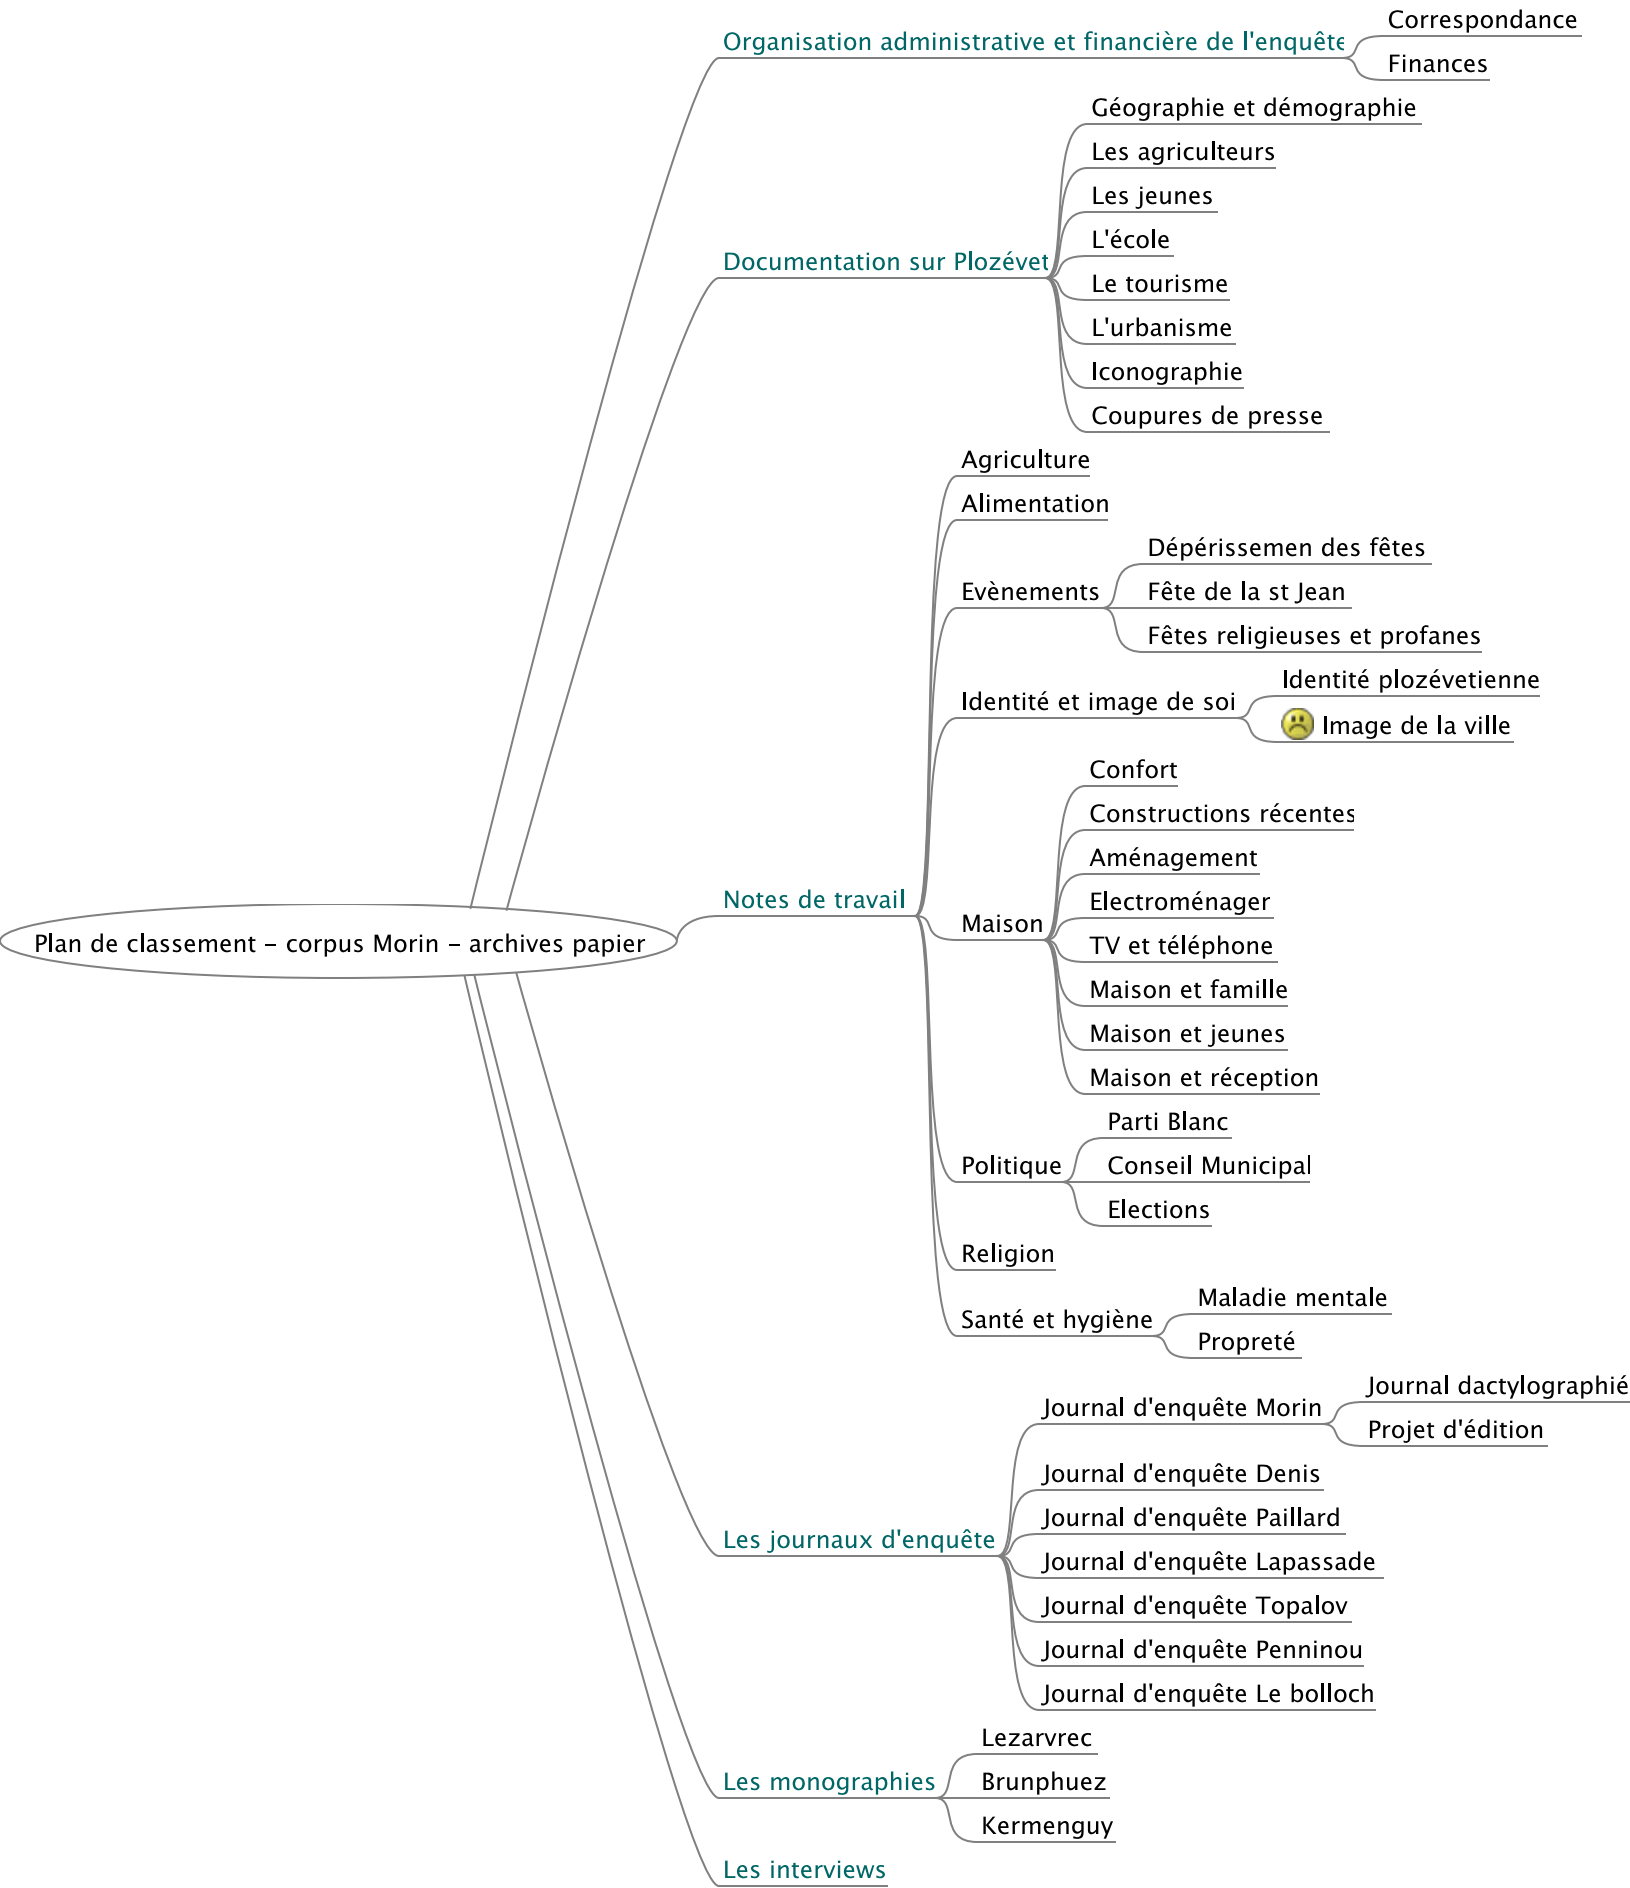 Correspondance
Organisation administrative et financière de l'enquête
Finances
Géographie et démographie
Les agriculteurs
Les jeunes
L'école
Documentation sur Plozévet
Le tourisme
L'urbanisme
Iconographie
Coupures de presse
Agriculture
Alimentation
Dépérissemen des fêtes
Evènements
Fête de la st Jean
Fêtes religieuses et profanes
Identité plozévetienne
Identité et image de soi
Image de la ville
Confort
Constructions récentes
Aménagement
Notes de travail
Electroménager
Maison
Plan de classement – corpus Morin – archives papier
TV et téléphone
Maison et famille
Maison et jeunes
Maison et réception
Parti Blanc
Politique
Conseil Municipal
Elections
Religion
Maladie mentale
Santé et hygiène
Propreté
Journal dactylographié
Journal d'enquête Morin
Projet d'édition
Journal d'enquête Denis
Journal d'enquête Paillard
Les journaux d'enquête
Journal d'enquête Lapassade
Journal d'enquête Topalov
Journal d'enquête Penninou
Journal d'enquête Le bolloch
Lezarvrec
Les monographies
Brunphuez
Kermenguy
Les interviews